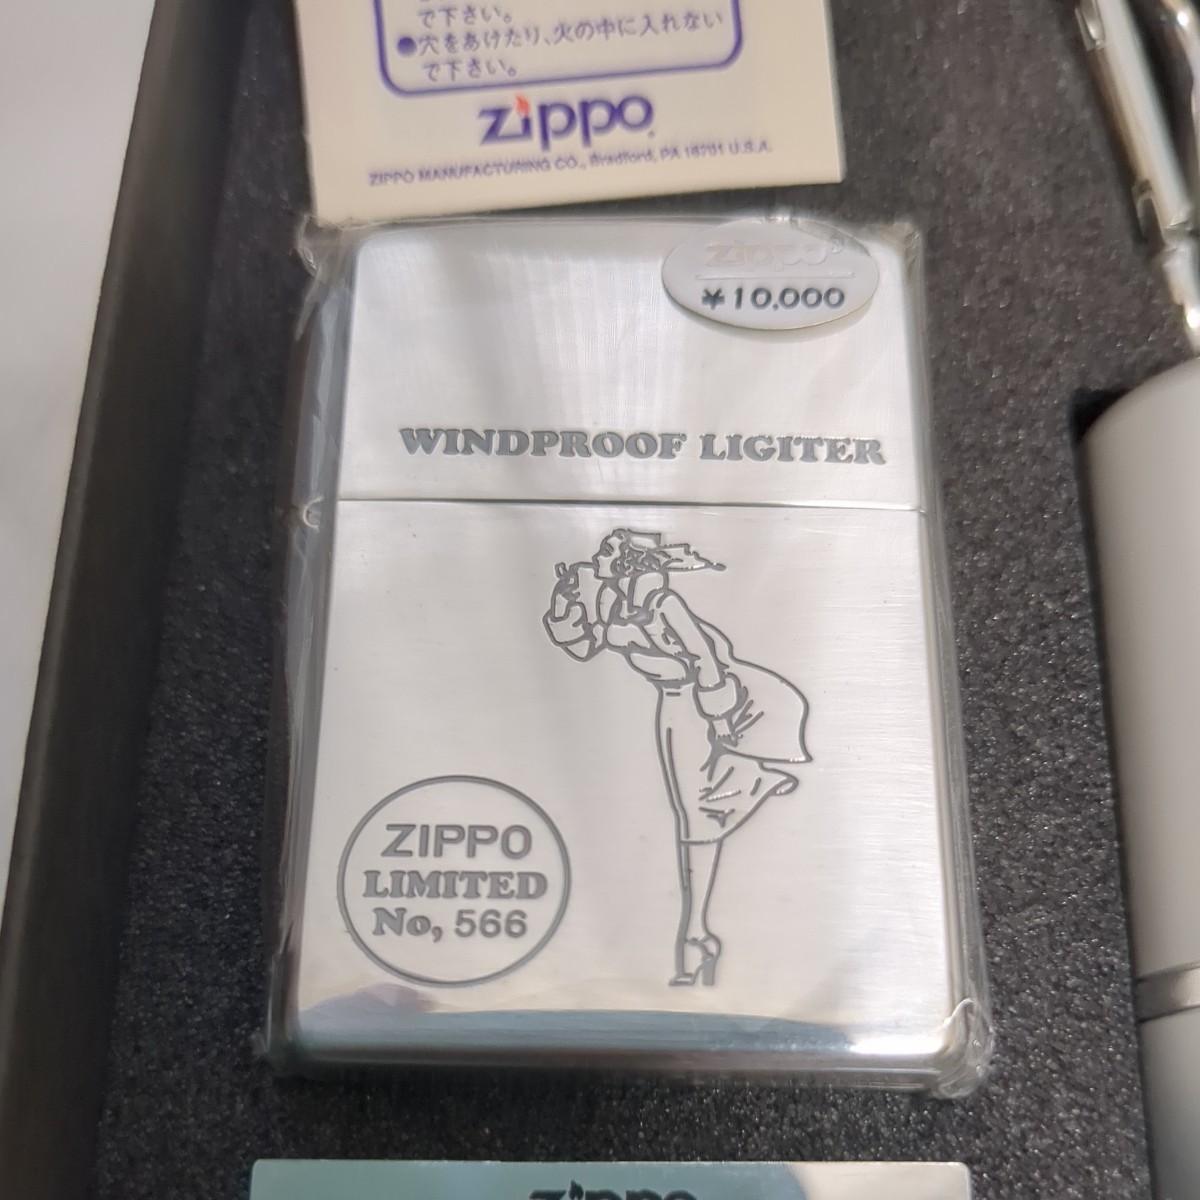 で下さい。
●穴をあけたり、火の中に入れない
で下さい。
zippo
ZIPPO MANUFACTURING CO., Bradford, PA 16701 U.S.A.
zippo
¥10,000
WINDPROOF LIGITER
ZIPPO
LIMITED
No, 566
zippo